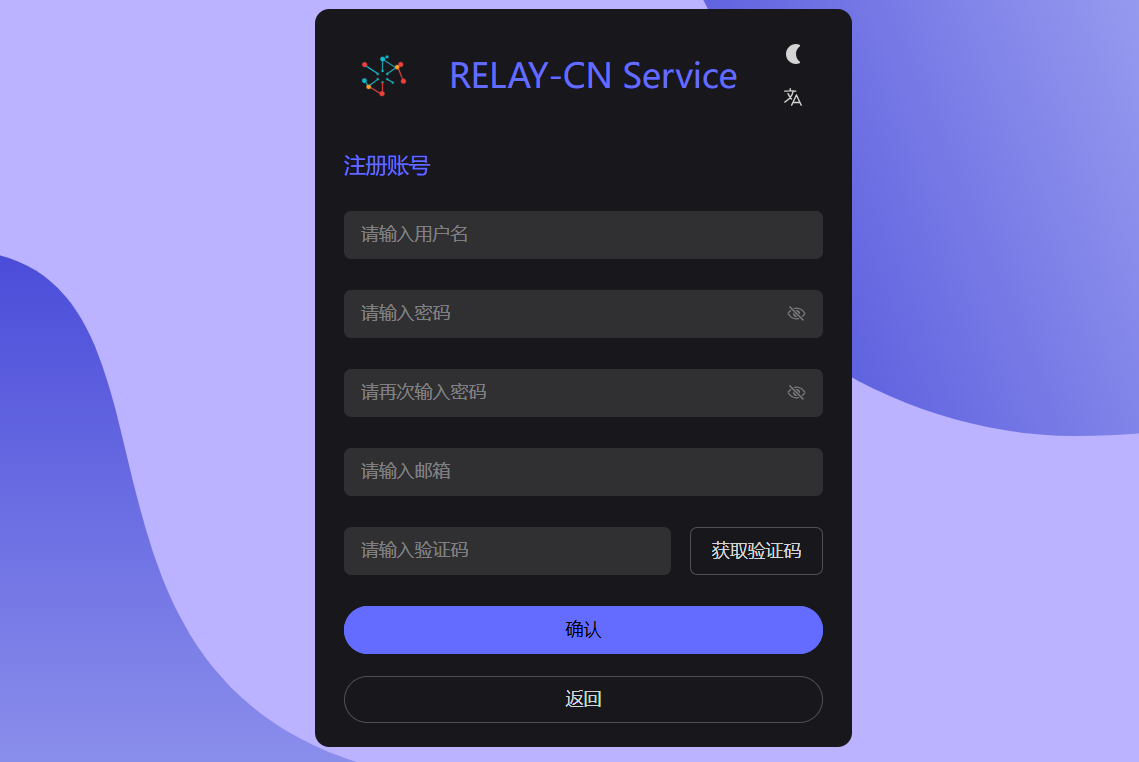 RELAY-CN Service
注册账号
请输入用户名
请输入密码
请再次输入密码
请输入邮箱
请输入验证码 获取验证码
确认
返回